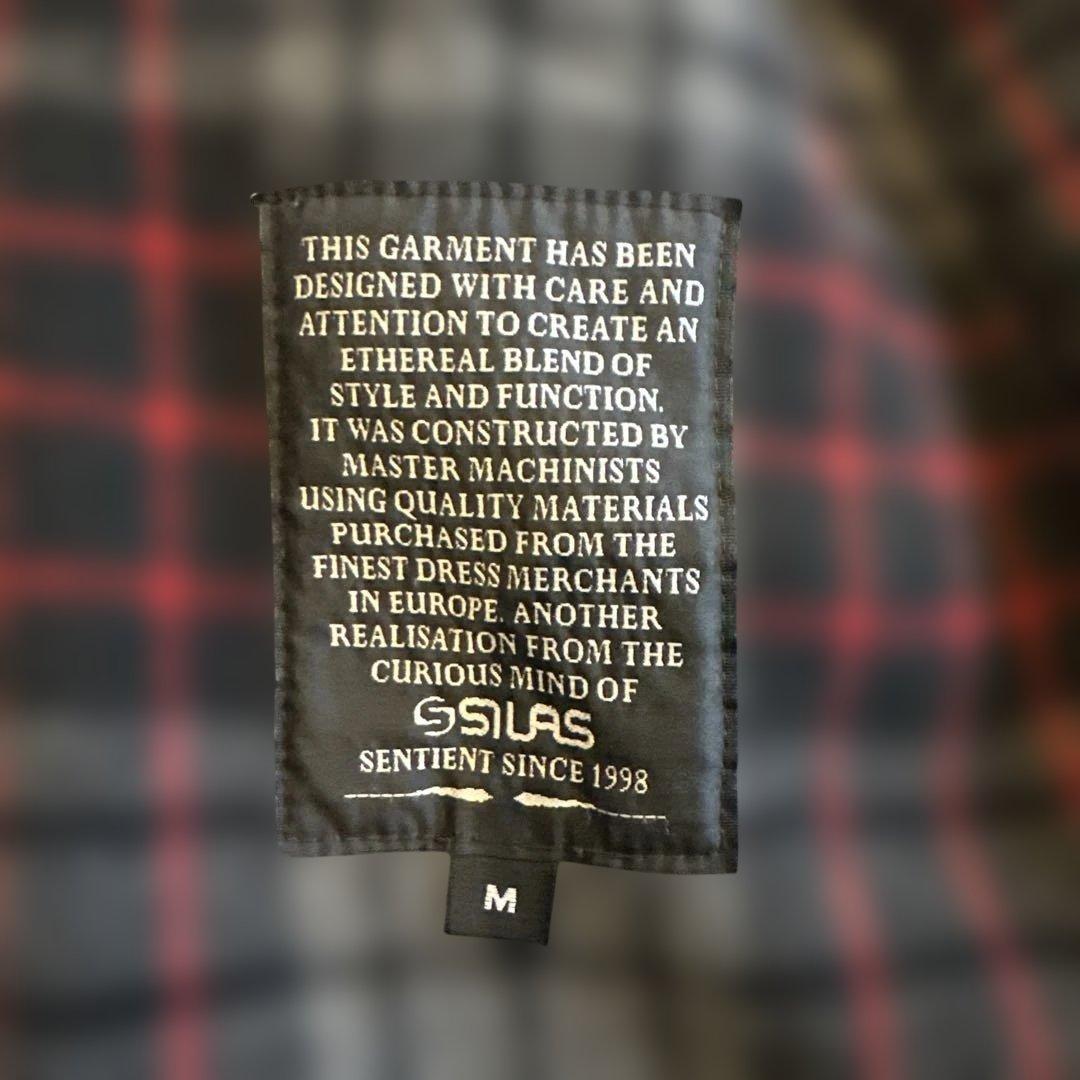 THIS GARMENT HAS BEEN
DESIGNED WITH CARE AND
ATTENTION TO CREATE AN
ETHEREAL BLEND OF
STYLE AND FUNCTION.
IT WAS CONSTRUCTED BY
MASTER MACHINISTS
USING QUALITY MATERIALS
PURCHASED FROM THE
FINEST DRESS MERCHANTS
IN EUROPE. ANOTHER
REALISATION FROM THE
CURIOUS MIND OF
SILAS
SENTIENT SINCE 1998
M